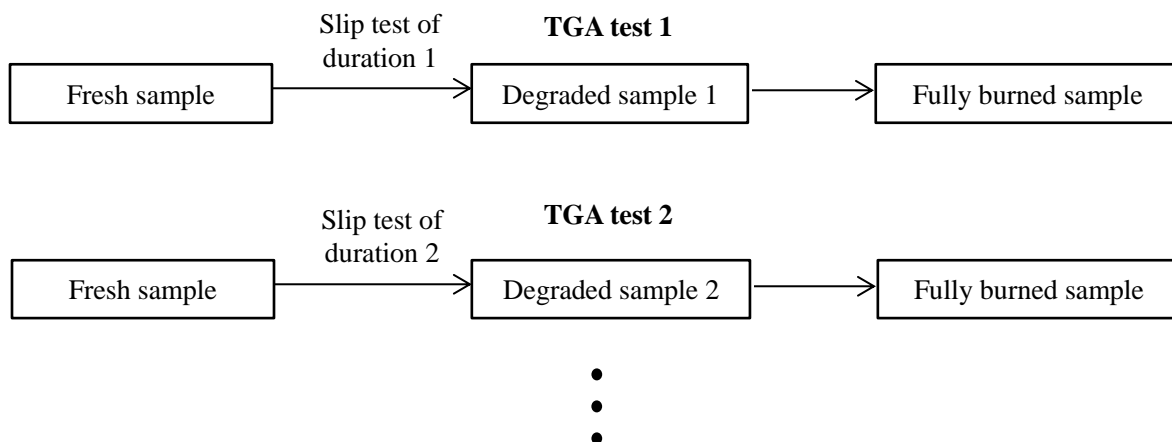 Slip test of
duration 1
TGA test 1
Fresh sample
Degraded sample 1
Fully burned sample
Slip test of
duration 2
TGA test 2
Fresh sample
Degraded sample 2
Fully burned sample